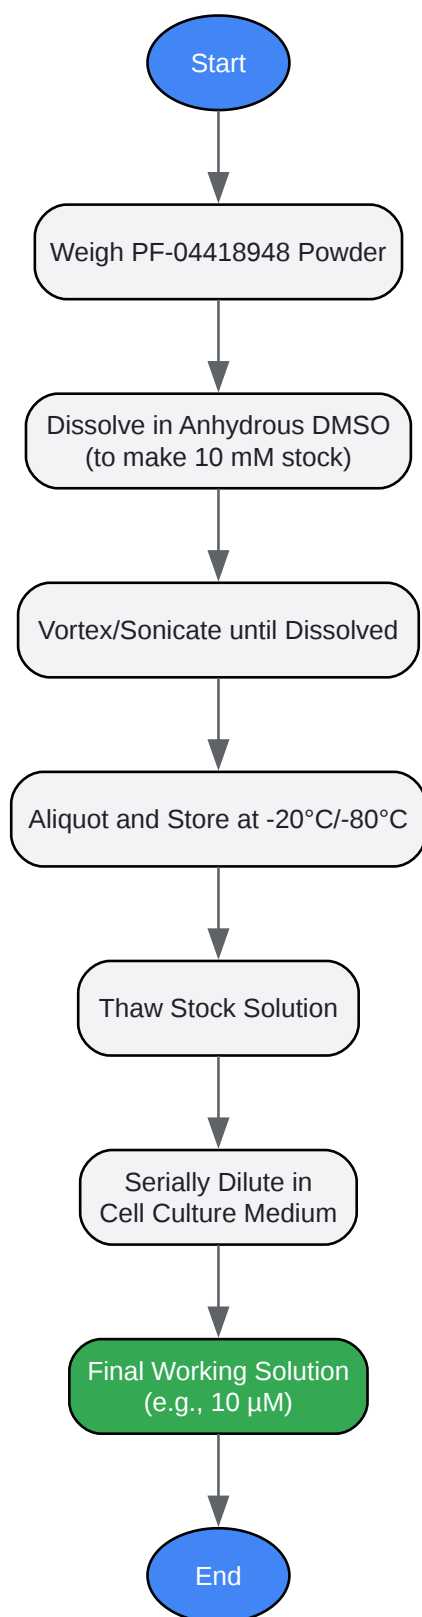 Start
Weigh PF-04418948 Powder
Dissolve in Anhydrous DMSO
(to make 10 mM stock)
Vortex/Sonicate until Dissolved
Aliquot and Store at -20°C/-80°C
Thaw Stock Solution
Serially Dilute in
Cell Culture Medium
Final Working Solution
(e.g., 10 µM)
End